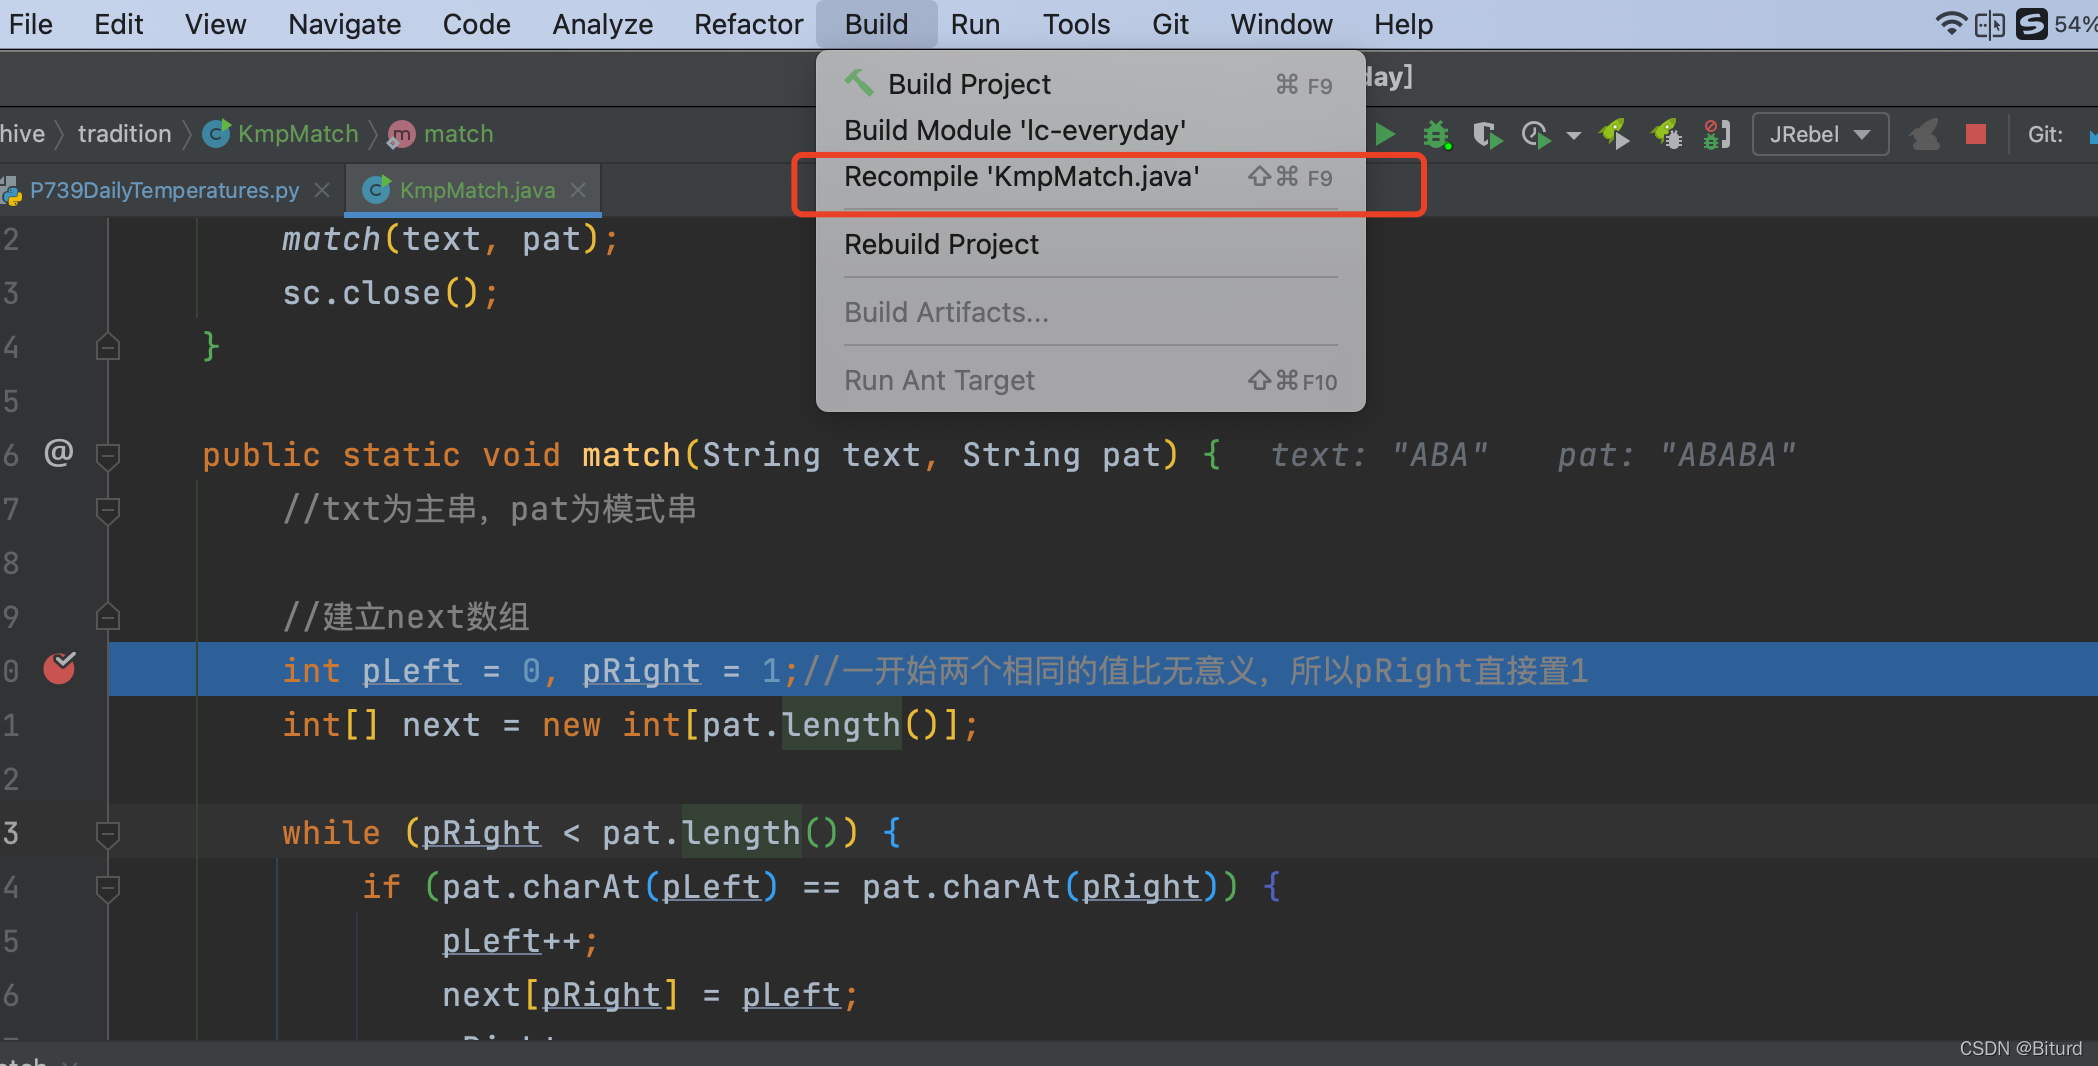 File Edit View Navigate Code Analyze Refactor Build Run Tools Git Window Help 54%
Build Project ⌘ F9
day]
Build Module 'lc-everyday'
hive tradition KmpMatch match JRebel Git:
Recompile 'KmpMatch.java' ⇧⌘ F9
P739DailyTemperatures.py KmpMatch.java
Rebuild Project
Build Artifacts...
Run Ant Target ⇧⌘F10
2 match(text, pat);
3 sc.close();
4 }
5
6 @ public static void match(String text, String pat) { text: "ABA" pat: "ABABA"
7 //txt为主串，pat为模式串
8
9 //建立next数组
0 int pLeft = 0, pRight = 1;//一开始两个相同的值比无意义，所以pRight直接置1
1 int[] next = new int[pat.length()];
2
3 while (pRight < pat.length()) {
4 if (pat.charAt(pLeft) == pat.charAt(pRight)) {
5 pLeft++;
6 next[pRight] = pLeft;
CSDN @Biturd